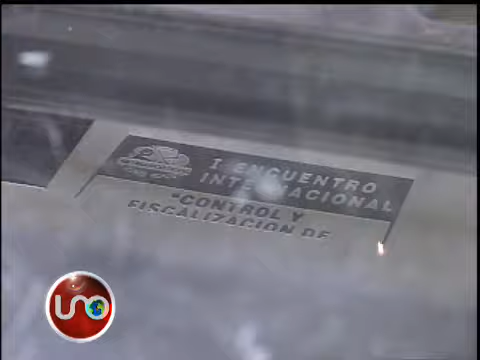 I ENCUENTRO
INTERNACIONAL
"CONTROL Y
FISCALIZACION DE
UNO